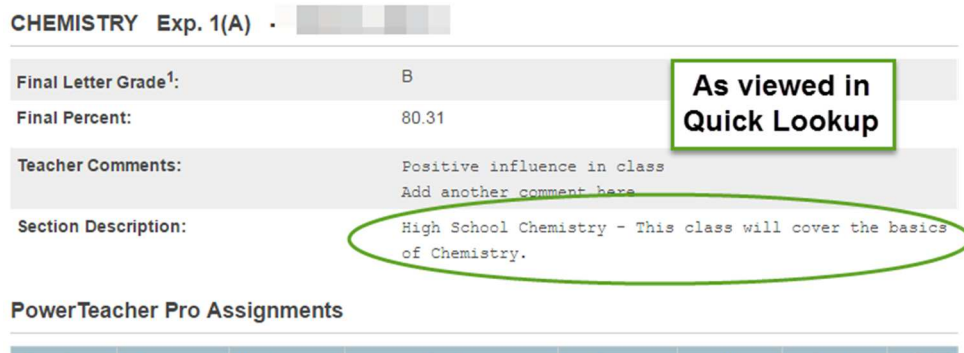 CHEMISTRY Exp. 1(A) -
Final Letter Grade1: B
As viewed in
Quick Lookup
Final Percent: 80.31
Teacher Comments: Positive influence in class
Add another comment here
Section Description: High School Chemistry - This class will cover the basics
of Chemistry.
PowerTeacher Pro Assignments